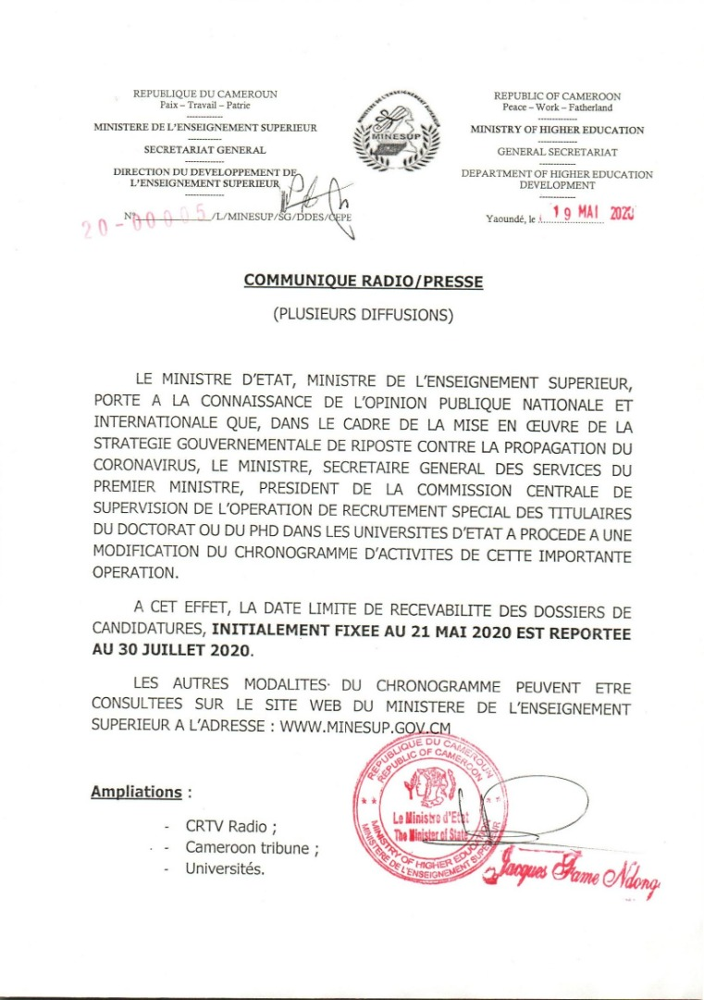 REPUBLIQUE DU CAMEROUN
Paix – Travail – Patrie
-------------
MINISTERE DE L'ENSEIGNEMENT SUPERIEUR
-------------
SECRETARIAT GENERAL
-------------
DIRECTION DU DEVELOPPEMENT DE
L'ENSEIGNEMENT SUPERIEUR
-------------
N° 20-00005 /L/MINESUP/SG/DDES/CEPE
MINISTERE DE L'ENSEIGNEMENT SUPERIEUR
MINESUP
REPUBLIC OF CAMEROON
Peace – Work – Fatherland
-------------
MINISTRY OF HIGHER EDUCATION
-------------
GENERAL SECRETARIAT
-------------
DEPARTMENT OF HIGHER EDUCATION
DEVELOPMENT
-------------
Yaoundé, le 19 MAI 2020
COMMUNIQUE RADIO/PRESSE
(PLUSIEURS DIFFUSIONS)
LE MINISTRE D'ETAT, MINISTRE DE L'ENSEIGNEMENT SUPERIEUR,
PORTE A LA CONNAISSANCE DE L'OPINION PUBLIQUE NATIONALE ET
INTERNATIONALE QUE, DANS LE CADRE DE LA MISE EN ŒUVRE DE LA
STRATEGIE GOUVERNEMENTALE DE RIPOSTE CONTRE LA PROPAGATION DU
CORONAVIRUS, LE MINISTRE, SECRETAIRE GENERAL DES SERVICES DU
PREMIER MINISTRE, PRESIDENT DE LA COMMISSION CENTRALE DE
SUPERVISION DE L'OPERATION DE RECRUTEMENT SPECIAL DES TITULAIRES
DU DOCTORAT OU DU PHD DANS LES UNIVERSITES D'ETAT A PROCEDE A UNE
MODIFICATION DU CHRONOGRAMME D'ACTIVITES DE CETTE IMPORTANTE
OPERATION.
A CET EFFET, LA DATE LIMITE DE RECEVABILITE DES DOSSIERS DE
CANDIDATURES, INITIALEMENT FIXEE AU 21 MAI 2020 EST REPORTEE
AU 30 JUILLET 2020.
LES AUTRES MODALITES DU CHRONOGRAMME PEUVENT ETRE
CONSULTEES SUR LE SITE WEB DU MINISTERE DE L'ENSEIGNEMENT
SUPERIEUR A L'ADRESSE : WWW.MINESUP.GOV.CM
Ampliations :
- CRTV Radio ;
- Cameroon tribune ;
- Universités.
REPUBLIQUE DU CAMEROUN
REPUBLIC OF CAMEROON
Le Ministre d'Etat
The Minister of State
MINISTRY OF HIGHER EDUCATION
MINISTERE DE L'ENSEIGNEMENT SUPERIEUR
Jacques Fame Ndong